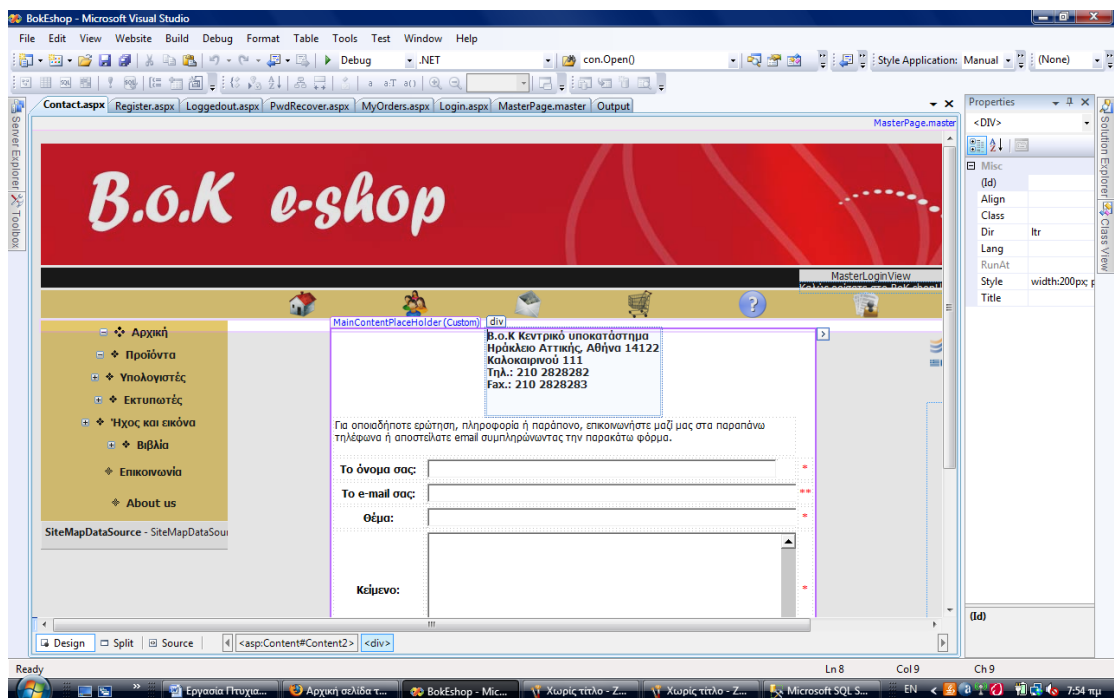 BokEshop - Microsoft Visual Studio
File Edit View Website Build Debug Format Table Tools Test Window Help
Debug .NET con.Open() Style Application: Manual (None)
Contact.aspx Register.aspx Loggedout.aspx PwdRecover.aspx MyOrders.aspx Login.aspx MasterPage.master Output
MasterPage.master
Server Explorer
Toolbox
B.o.K e-shop
MasterLoginView
MainContentPlaceHolder (Custom) div
Αρχική
Προϊόντα
Υπολογιστές
Εκτυπωτές
Ήχος και εικόνα
Βιβλία
Επικοινωνία
About us
SiteMapDataSource - SiteMapDataSour
B.o.K Κεντρικό υποκατάστημα
Ηράκλειο Αττικής, Αθήνα 14122
Καλοκαιρινού 111
Τηλ.: 210 2828282
Fax.: 210 2828283
Για οποιαδήποτε ερώτηση, πληροφορία ή παράπονο, επικοινωνήστε μαζί μας στα παραπάνω
τηλέφωνα ή αποστείλατε email συμπληρώνωντας την παρακάτω φόρμα.
Το όνομα σας: *
Το e-mail σας: **
Θέμα: *
Κείμενο: *
Properties
<DIV>
Misc
(Id)
Align
Class
Dir ltr
Lang
RunAt
Style width:200px; p
Title
(Id)
Solution Explorer
Class View
Design Split Source <asp:Content#Content2> <div>
Ready Ln 8 Col 9 Ch 9
Εργασία Πτυχια... Αρχική σελίδα τ... BokEshop - Mic... Χωρίς τίτλο - Ζ... Χωρίς τίτλο - Ζ... Microsoft SQL S... EN 7:54 πμ